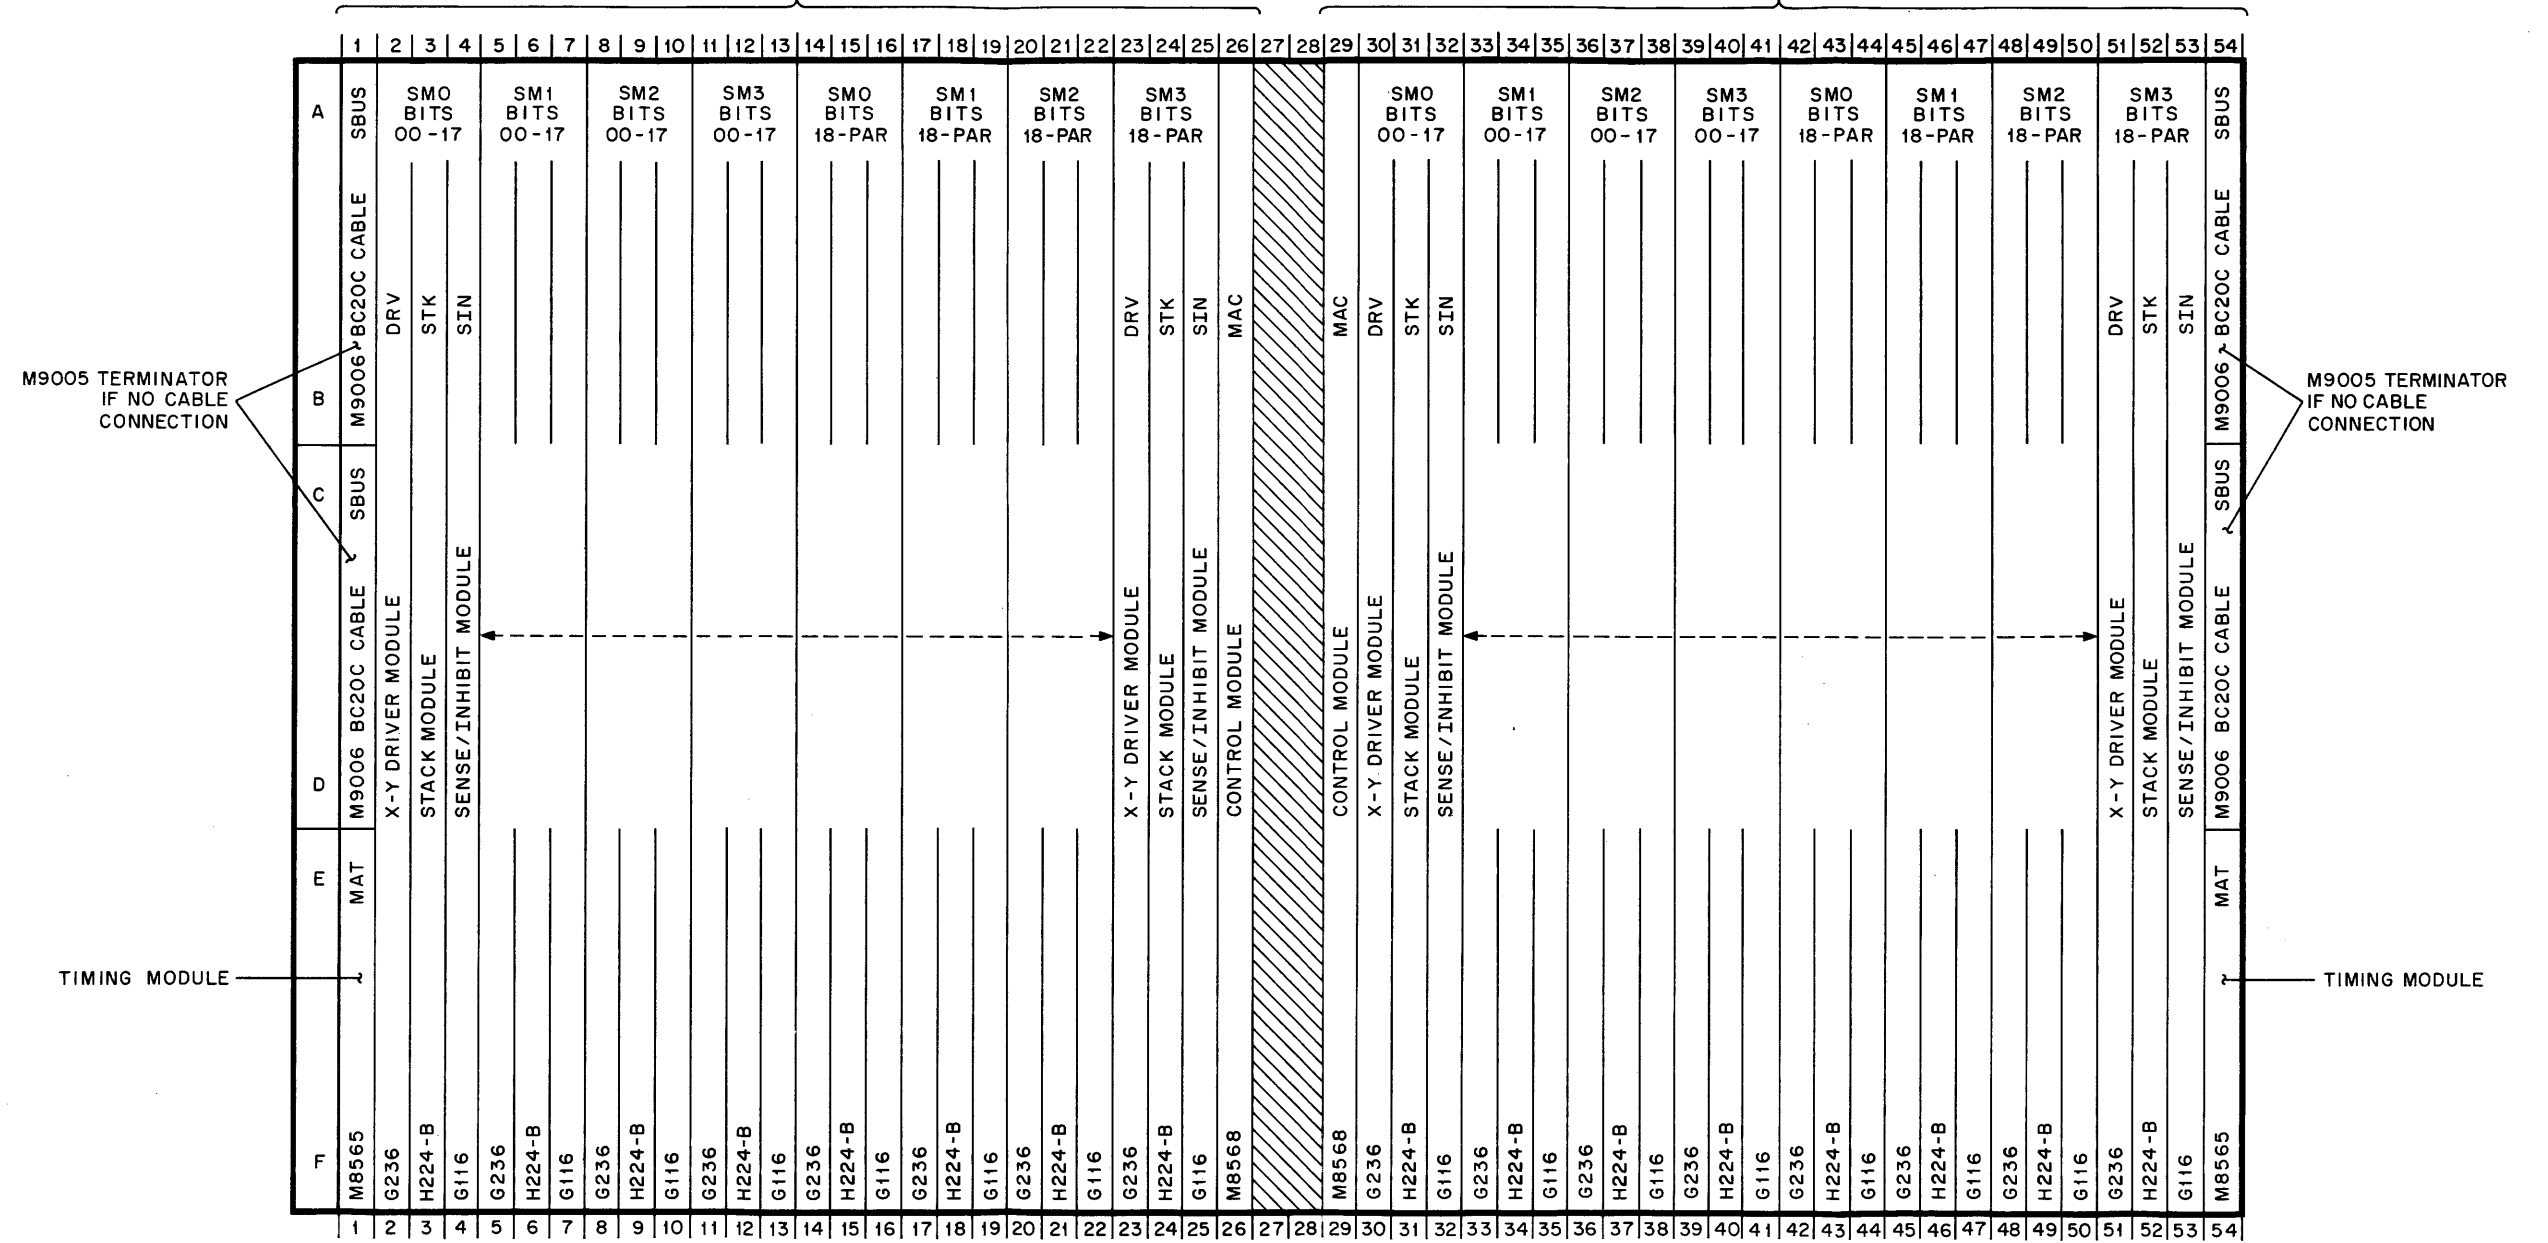 1 2 3 4 5 6 7 8 9 10 11 12 13 14 15 16 17 18 19 20 21 22 23 24 25 26 27 28 29 30 31 32 33 34 35 36 37 38 39 40 41 42 43 44 45 46 47 48 49 50 51 52 53 54
A
B
C
D
E
F
SBUS
M9006 BC20C CABLE
SBUS
M9006 BC20C CABLE
MAT
M8565
M9005 TERMINATOR
IF NO CABLE
CONNECTION
TIMING MODULE
SM0
BITS
00-17
SM1
BITS
00-17
SM2
BITS
00-17
SM3
BITS
00-17
SM0
BITS
18-PAR
SM1
BITS
18-PAR
SM2
BITS
18-PAR
SM3
BITS
18-PAR
SM0
BITS
00-17
SM1
BITS
00-17
SM2
BITS
00-17
SM3
BITS
00-17
SM0
BITS
18-PAR
SM1
BITS
18-PAR
SM2
BITS
18-PAR
SM3
BITS
18-PAR
DRV
STK
SIN
DRV
STK
SIN
MAC
MAC
DRV
STK
SIN
DRV
STK
SIN
X-Y DRIVER MODULE
STACK MODULE
SENSE/INHIBIT MODULE
X-Y DRIVER MODULE
STACK MODULE
SENSE/INHIBIT MODULE
CONTROL MODULE
CONTROL MODULE
X-Y DRIVER MODULE
STACK MODULE
SENSE/INHIBIT MODULE
X-Y DRIVER MODULE
STACK MODULE
SENSE/INHIBIT MODULE
G236
H224-B
G116
G236
H224-B
G116
G236
H224-B
G116
G236
H224-B
G116
G236
H224-B
G116
G236
H224-B
G116
G236
H224-B
G116
G236
H224-B
G116
M8568
M8568
G236
H224-B
G116
G236
H224-B
G116
G236
H224-B
G116
G236
H224-B
G116
G236
H224-B
G116
G236
H224-B
G116
G236
H224-B
G116
G236
H224-B
G116
SBUS
M9006 BC20C CABLE
SBUS
M9006 BC20C CABLE
MAT
M8565
M9005 TERMINATOR
IF NO CABLE
CONNECTION
TIMING MODULE
1 2 3 4 5 6 7 8 9 10 11 12 13 14 15 16 17 18 19 20 21 22 23 24 25 26 27 28 29 30 31 32 33 34 35 36 37 38 39 40 41 42 43 44 45 46 47 48 49 50 51 52 53 54